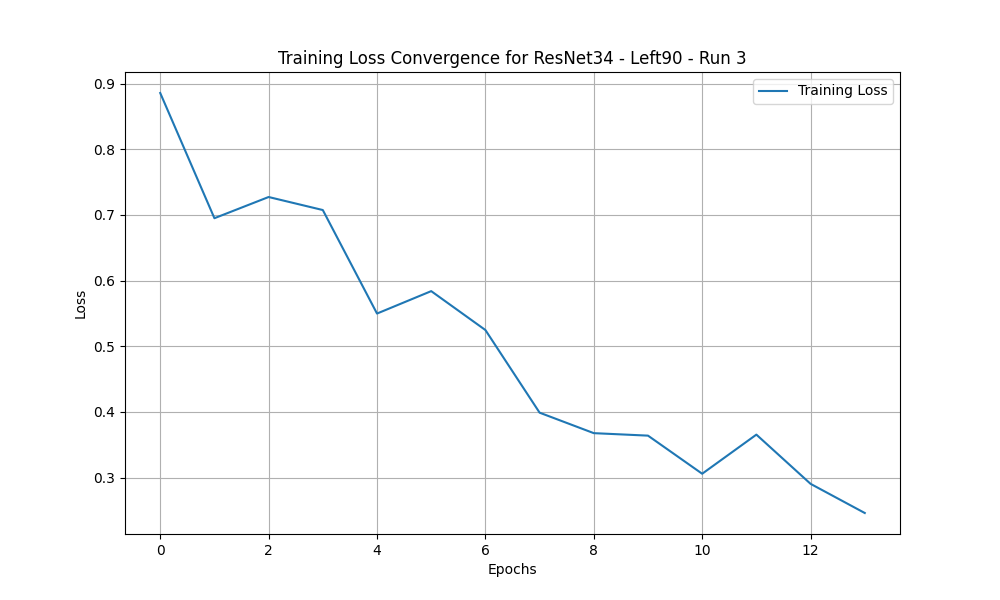 Training Loss Convergence for ResNet34 - Left90 - Run 3
Training Loss
0.9
0.8
0.7
0.6
0.5
0.4
0.3
Loss
0 2 4 6 8 10 12
Epochs